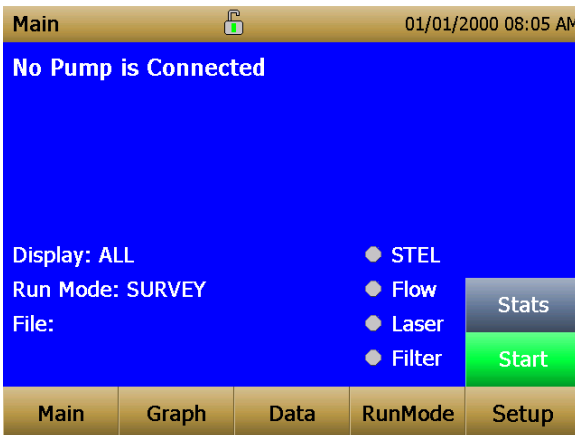 Main 01/01/2000 08:05 AM
No Pump is Connected
Display: ALL
STEL
Run Mode: SURVEY
Flow
File:
Laser
Filter
Stats
Start
Main Graph Data RunMode Setup